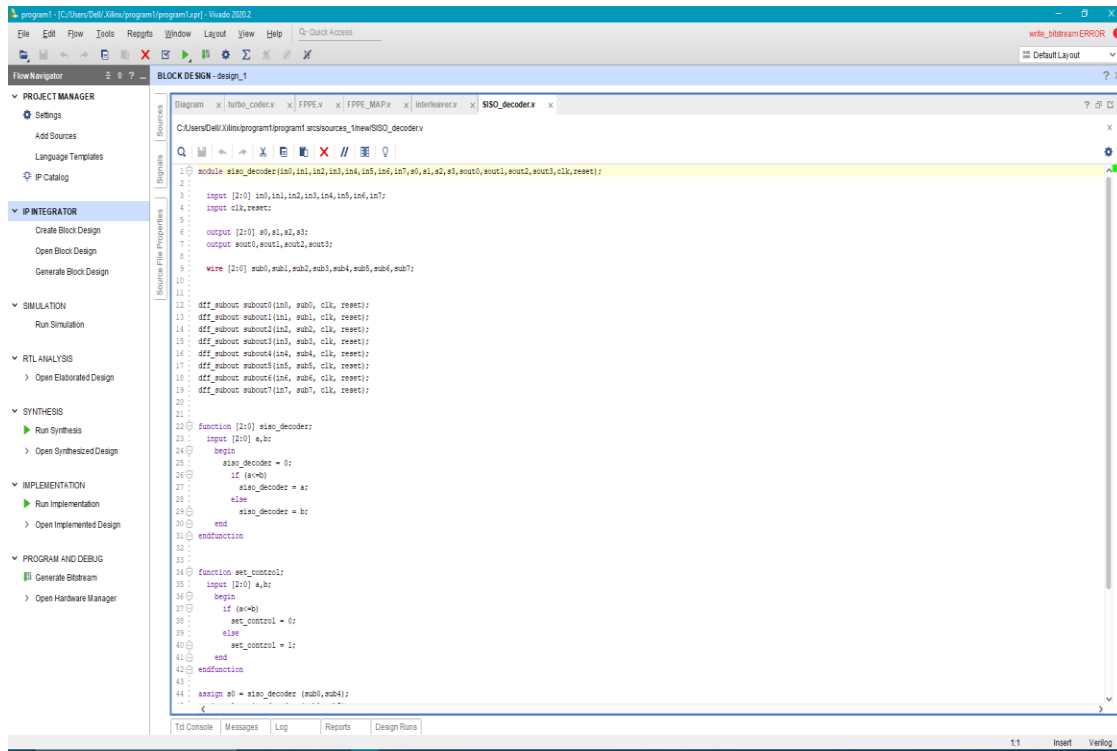 program1 - [C:/Users/Dell/.Xilinx/program1/program1.xpr] - Vivado 2020.2
File Edit Flow Tools Reports Window Layout View Help Quick Access
write_bitstream ERROR
Default Layout
Flow Navigator
BLOCK DESIGN - design_1
PROJECT MANAGER
Settings
Add Sources
Language Templates
IP Catalog
IP INTEGRATOR
Create Block Design
Open Block Design
Generate Block Design
SIMULATION
Run Simulation
RTL ANALYSIS
Open Elaborated Design
SYNTHESIS
Run Synthesis
Open Synthesized Design
IMPLEMENTATION
Run Implementation
Open Implemented Design
PROGRAM AND DEBUG
Generate Bitstream
Open Hardware Manager
Sources
Signals
Source File Properties
Diagram turbo_coder.v FPPE.v FPPE_MAP.v interleaver.v SISO_decoder.v
C:/Users/Dell/.Xilinx/program1/program1.srcs/sources_1/new/SISO_decoder.v
1 module siso_decoder(in0,in1,in2,in3,in4,in5,in6,in7,s0,s1,s2,s3,sout0,sout1,sout2,sout3,clk,reset);
2
3 input [2:0] in0,in1,in2,in3,in4,in5,in6,in7;
4 input clk,reset;
5
6 output [2:0] s0,s1,s2,s3;
7 output sout0,sout1,sout2,sout3;
8
9 wire [2:0] sub0,sub1,sub2,sub3,sub4,sub5,sub6,sub7;
10
11
12 dff_subout subout0(in0, sub0, clk, reset);
13 dff_subout subout1(in1, sub1, clk, reset);
14 dff_subout subout2(in2, sub2, clk, reset);
15 dff_subout subout3(in3, sub3, clk, reset);
16 dff_subout subout4(in4, sub4, clk, reset);
17 dff_subout subout5(in5, sub5, clk, reset);
18 dff_subout subout6(in6, sub6, clk, reset);
19 dff_subout subout7(in7, sub7, clk, reset);
20
21
22 function [2:0] siso_decoder;
23 input [2:0] a,b;
24 begin
25 siso_decoder = 0;
26 if (a<=b)
27 siso_decoder = a;
28 else
29 siso_decoder = b;
30 end
31 endfunction
32
33
34 function set_control;
35 input [2:0] a,b;
36 begin
37 if (a<=b)
38 set_control = 0;
39 else
40 set_control = 1;
41 end
42 endfunction
43
44 assign s0 = siso_decoder (sub0,sub4);
Tcl Console Messages Log Reports Design Runs
1:1 Insert Verilog